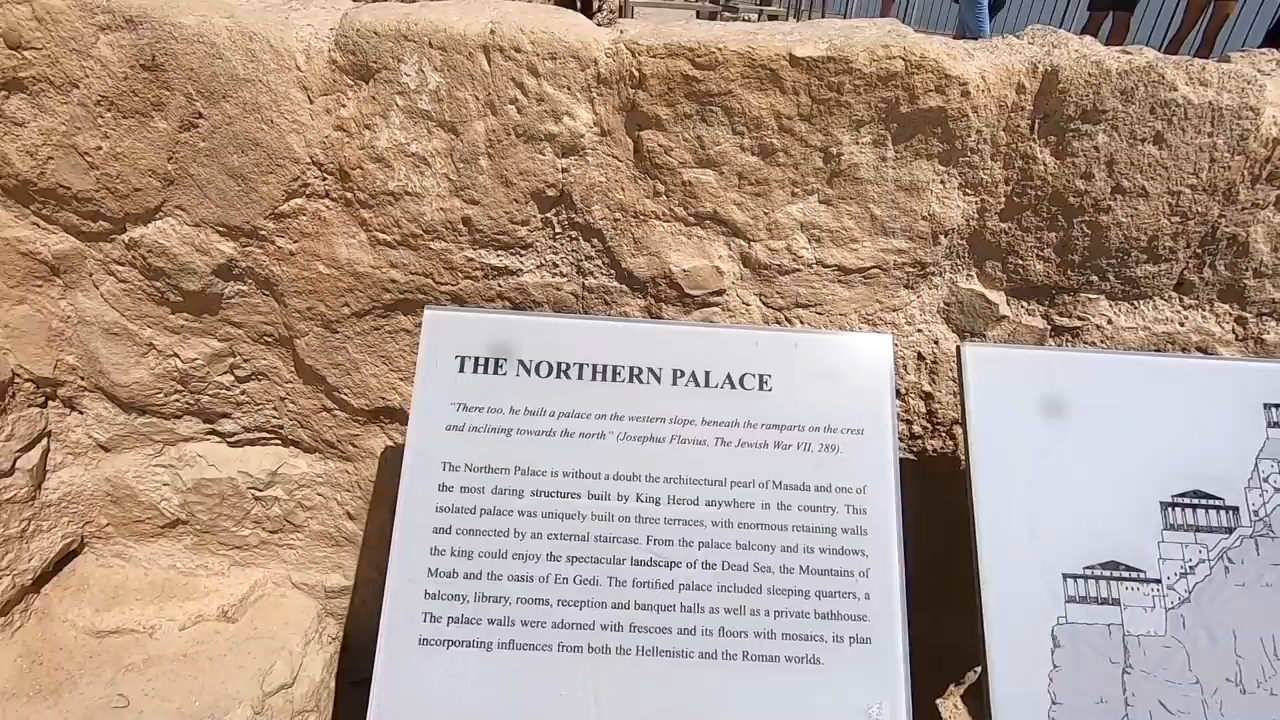 THE NORTHERN PALACE
"There too, he built a palace on the western slope, beneath the ramparts on the crest
and inclining towards the north" (Josephus Flavius, The Jewish War VII, 289).
The Northern Palace is without a doubt the architectural pearl of Masada and one of
the most daring structures built by King Herod anywhere in the country. This
isolated palace was uniquely built on three terraces, with enormous retaining walls
and connected by an external staircase. From the palace balcony and its windows,
the king could enjoy the spectacular landscape of the Dead Sea, the Mountains of
Moab and the oasis of En Gedi. The fortified palace included sleeping quarters, a
balcony, library, rooms, reception and banquet halls as well as a private bathhouse.
The palace walls were adorned with frescoes and its floors with mosaics, its plan
incorporating influences from both the Hellenistic and the Roman worlds.